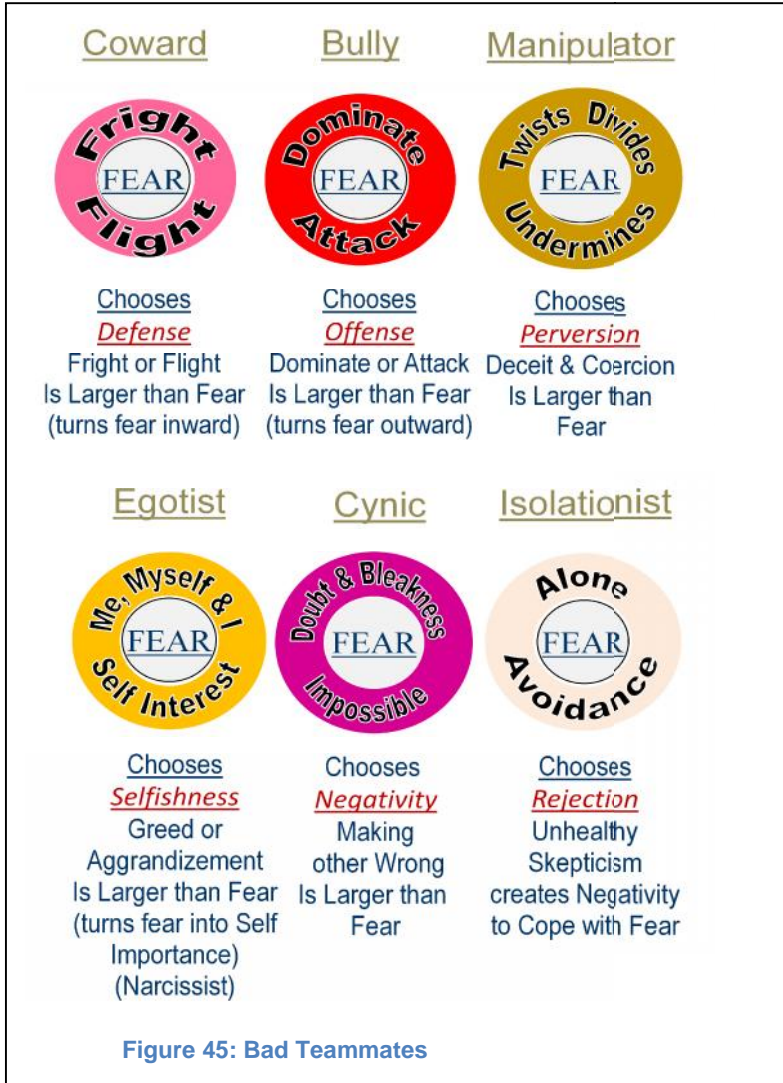 Coward
Fright
FEAR
Flight
Chooses
Defense
Fright or Flight
Is Larger than Fear
(turns fear inward)
Bully
Dominate
FEAR
Attack
Chooses
Offense
Dominate or Attack
Is Larger than Fear
(turns fear outward)
Manipulator
Twists Divides
FEAR
Undermines
Chooses
Perversion
Deceit & Coercion
Is Larger than
Fear
Egotist
Me, Myself & I
FEAR
Self Interest
Chooses
Selfishness
Greed or
Aggrandizement
Is Larger than Fear
(turns fear into Self
Importance)
(Narcissist)
Cynic
Doubt & Bleakness
FEAR
Impossible
Chooses
Negativity
Making
other Wrong
Is Larger than
Fear
Isolationist
Alone
FEAR
Avoidance
Chooses
Rejection
Unhealthy
Skepticism
creates Negativity
to Cope with Fear
Figure 45: Bad Teammates